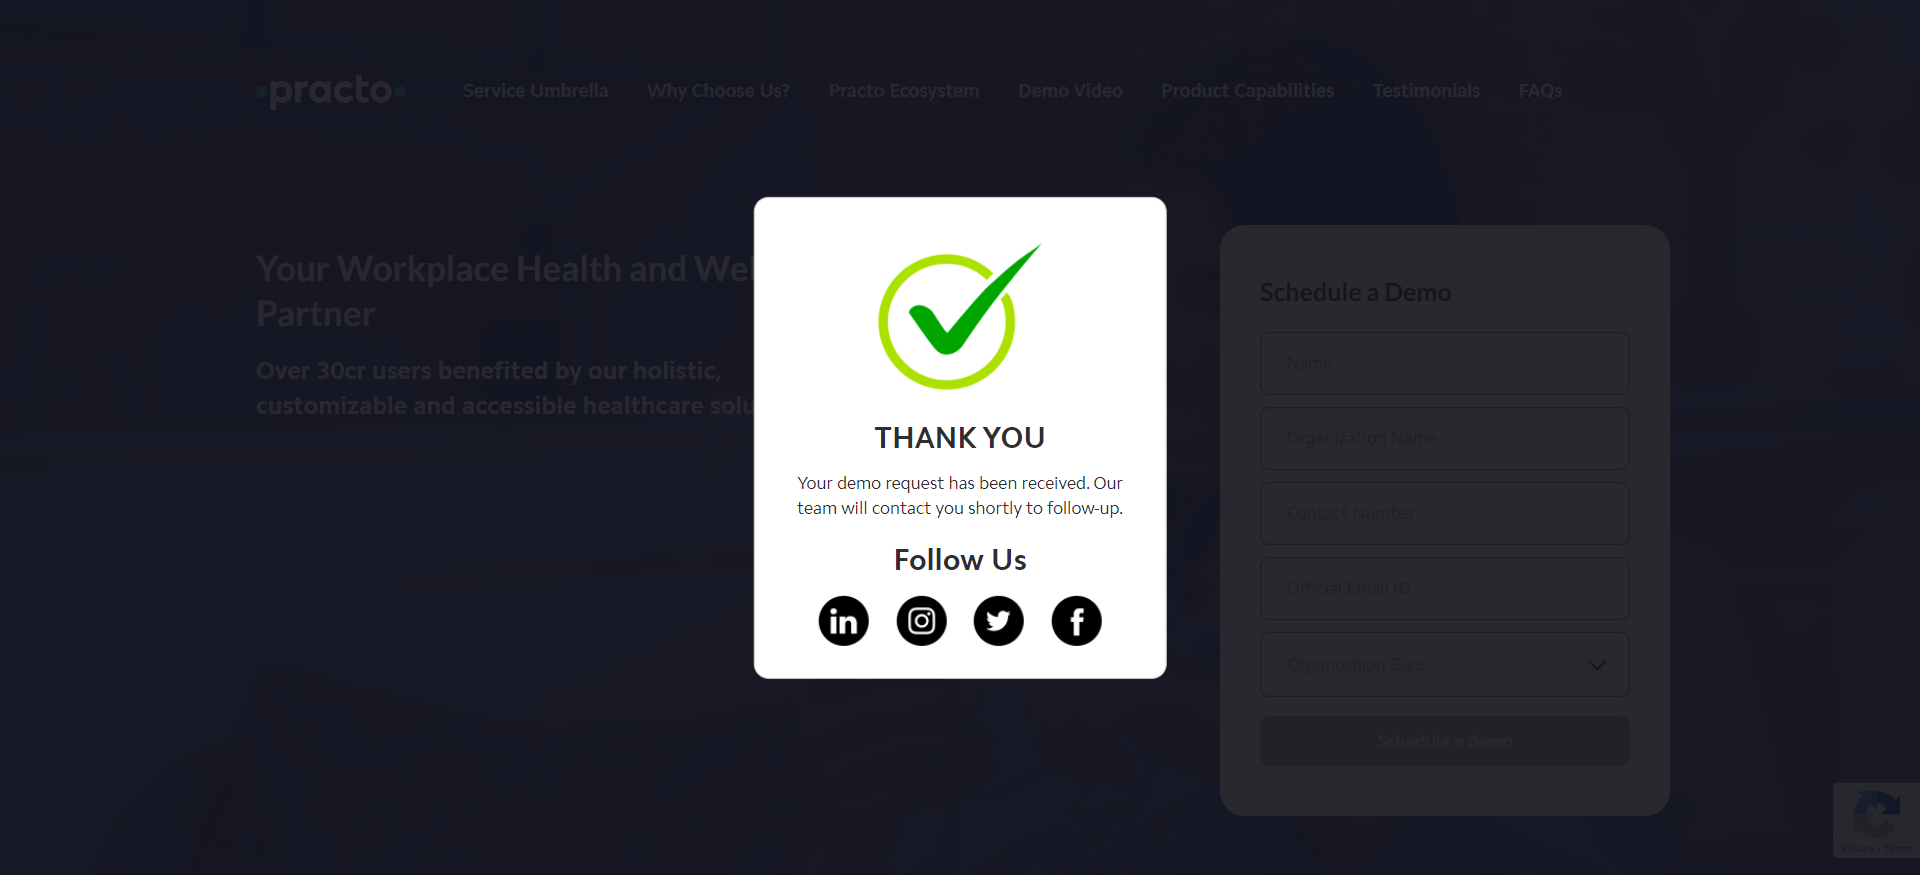 practo
Service Umbrella
Why Choose Us?
Practo Ecosystem
Demo Video
Product Capabilities
Testimonials
FAQs
Your Workplace Health and Wel
Partner
Over 30cr users benefited by our holistic,
customizable and accessible healthcare solu
THANK YOU
Your demo request has been received. Our
team will contact you shortly to follow-up.
Follow Us
Schedule a Demo
Name
Organization Name
Contact Number
Official Email ID
Organization Size
Schedule a demo
Privacy - Terms